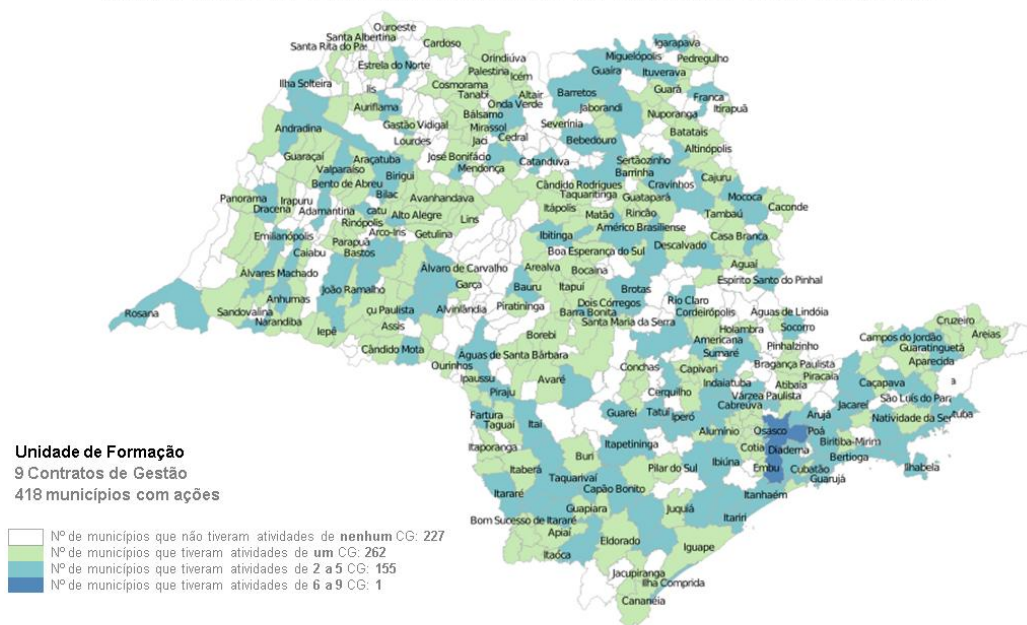 Ouroeste
Santa Albertina
Santa Rita do Pas
Cardoso
Igarapava
Orindiúva
Miguelópolis
Pedregulho
Estrela do Norte
Palestina
Icém
Guaíra
Ituverava
Ilha Solteira
Cosmorama
Altair
Barretos
Guará
Franca
lis
Tanabi
Onda Verde
Jaborandi
Itirapuã
Auriflama
Bálsamo
Nuporanga
Gastão Vidigal
Mirassol
Severínia
Batatais
Andradina
Lourdes
Jaci
Cedral
Bebedouro
Altinópolis
Guaraçaí
Araçatuba
José Bonifácio
Catanduva
Sertãozinho
Valparaíso
Birigui
Mendonça
Barrinha
Cajuru
Bento de Abreu
Cândido Rodrigues
Cravinhos
Mococa
Panorama
Irapuru
Bilac
Avanhandava
Taquaritinga
Guatapará
Caconde
Dracena
Adamantina
catu
Alto Alegre
Itápolis
Matão
Rincão
Tambaú
Rinópolis
Lins
Emilianópolis
Arco-Íris
Getulina
Ibitinga
Américo Brasiliense
Casa Branca
Caiabu
Parapuã
Boa Esperança do Sul
Descalvado
Bastos
Álvares Machado
Álvaro de Carvalho
Arealva
Bocaina
Aguaí
Garça
Bauru
Itapuí
Brotas
Espírito Santo do Pinhal
João Ramalho
Anhumas
Rosana
Sandovalina
çu Paulista
Alvinlândia
Piratininga
Dois Córregos
Rio Claro
Águas de Lindóia
Narandiba
Barra Bonita
Cordeirópolis
Iepê
Assis
Santa Maria da Serra
Holambra
Socorro
Cruzeiro
Borebi
Americana
Pinhalzinho
Campos do Jordão
Areias
Cândido Mota
Sumaré
Guaratinguetá
Águas de Santa Bárbara
Ourinhos
Conchas
Capivari
Bragança Paulista
Aparecida
Ipaussu
Avaré
Indaiatuba
Atibaia
Piracaia
Caçapava
a
Piraju
Cerquilho
Várzea Paulista
São Luís do Para
Fartura
Itaí
Guareí
Tatuí
Iperó
Cabreúva
Arujá
Jacareí
Natividade da Ser
tuba
Taguaí
Alumínio
Osasco
Poá
Itaporanga
Buri
Itapetininga
Cotia
Diadema
Biritiba-Mirim
Itaberá
Taquarivaí
Pilar do Sul
Ibiúna
Embu
Cubatão
Bertioga
Ilhabela
Itararé
Capão Bonito
Itanhaém
Guarujá
Bom Sucesso de Itararé
Guapiara
Juquiá
Itariri
Apiaí
Itaóca
Eldorado
Iguape
Jacupiranga
Ilha Comprida
Cananeia
Unidade de Formação
9 Contratos de Gestão
418 municípios com ações
Nº de municípios que não tiveram atividades de nenhum CG: 227
Nº de municípios que tiveram atividades de um CG: 262
Nº de municípios que tiveram atividades de 2 a 5 CG: 155
Nº de municípios que tiveram atividades de 6 a 9 CG: 1